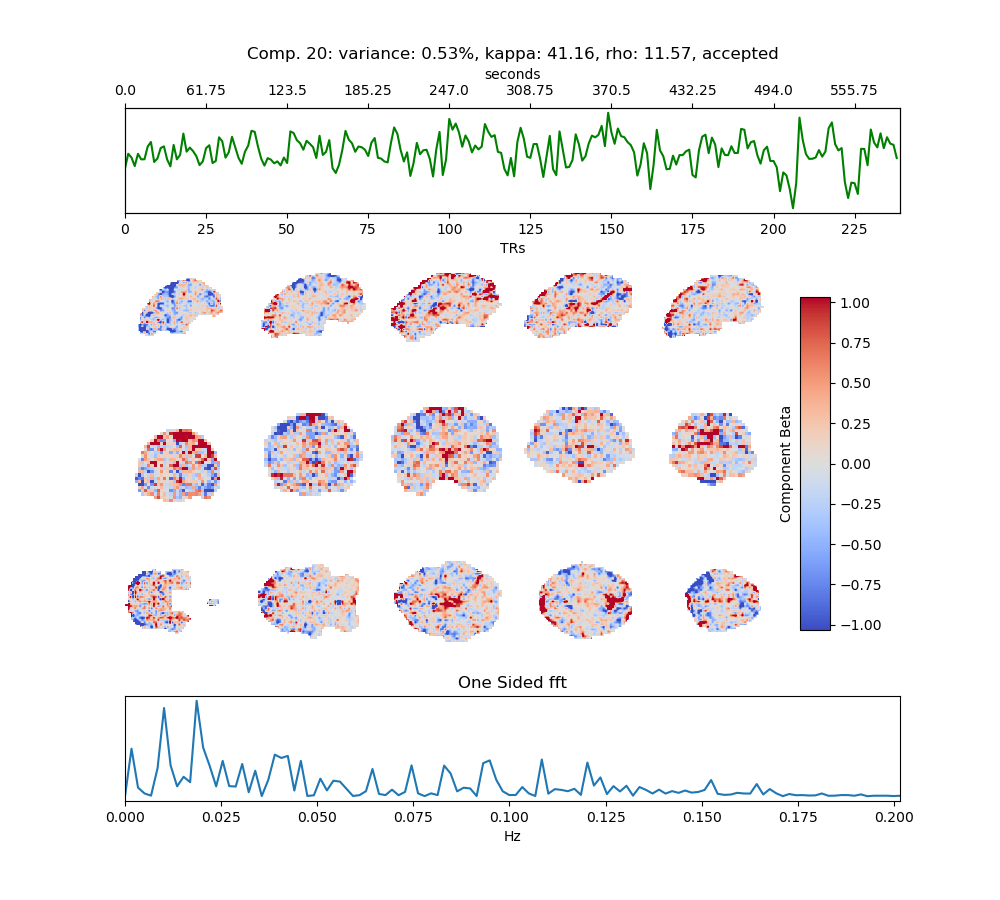 Comp. 20: variance: 0.53%, kappa: 41.16, rho: 11.57, accepted
seconds
0.0 61.75 123.5 185.25 247.0 308.75 370.5 432.25 494.0 555.75
0 25 50 75 100 125 150 175 200 225
TRs
1.00
0.75
0.50
0.25
0.00
−0.25
−0.50
−0.75
−1.00
Component Beta
One Sided fft
0.000 0.025 0.050 0.075 0.100 0.125 0.150 0.175 0.200
Hz